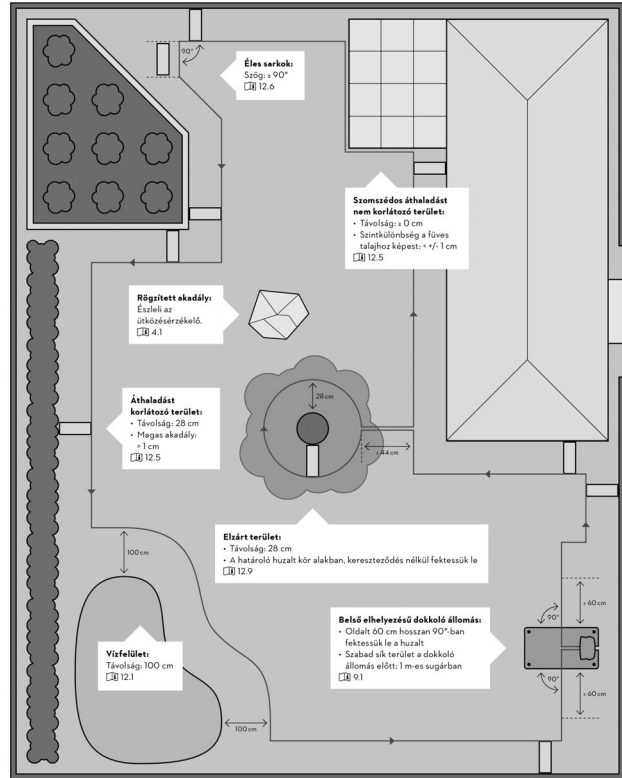 90°
Éles sarkok:
Szög: ≥ 90°
12.6
Szomszédos áthaladást
nem korlátozó terület:
• Távolság: ≥ 0 cm
• Szintkülönbség a füves
talajhoz képest: < +/- 1 cm
12.5
Rögzített akadály:
Észleli az
ütközésérzékelő.
4.1
28 cm
Áthaladást
korlátozó terület:
• Távolság: 28 cm
• Magas akadály:
> 1 cm
12.5
≥ 44 cm
Elzárt terület:
• Távolság: 28 cm
• A határoló huzalt kör alakban, kereszteződés nélkül fektessük le
12.9
100 cm
≥ 60 cm
Belső elhelyezésű dokkoló állomás:
• Oldalt 60 cm hosszan 90°-ban
fektessük le a huzalt
• Szabad sík terület a dokkoló
állomás előtt: 1 m-es sugárban
9.1
90°
90°
Vízfelület:
Távolság: 100 cm
12.1
≥ 60 cm
100 cm